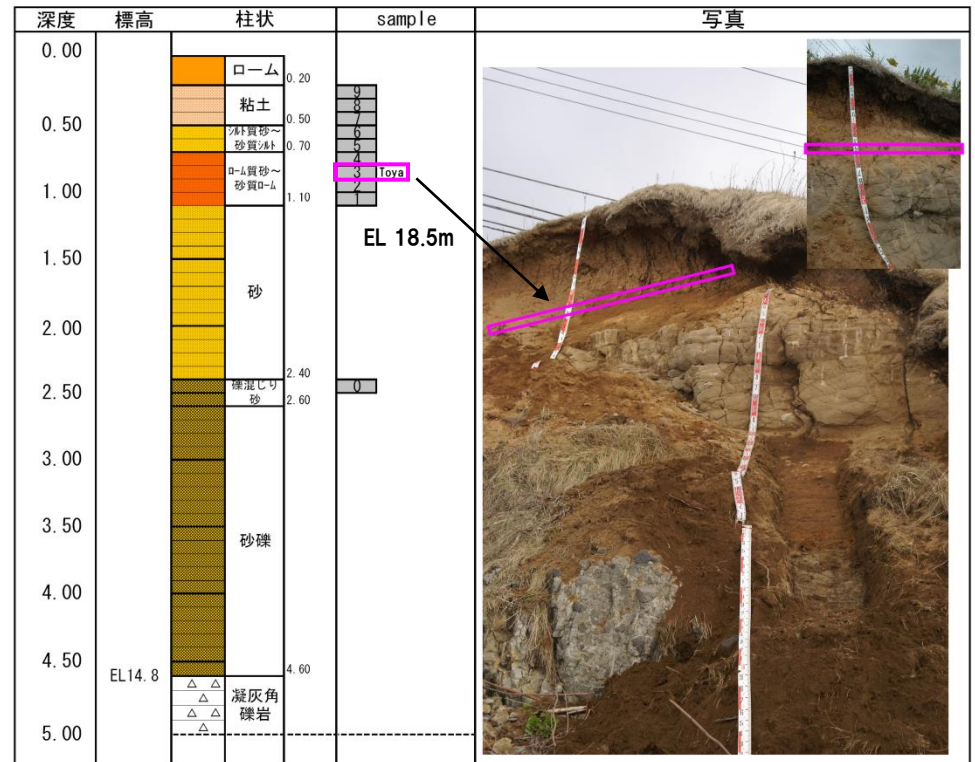 深度 標高 柱状 sample 写真
0.00
ローム 0.20
9
8
粘土
7
0.50 0.50
シルト質砂～ 6
砂質シルト 0.70 5
4
ローム質砂～ 3 Toya
砂質ローム 2
1.00 1.10 1
EL 18.5m
1.50
砂
2.00
2.40
2.50 礫混じり 0
砂 2.60
3.00
3.50
砂礫
4.00
4.50
EL14.8 4.60
凝灰角
礫岩
5.00